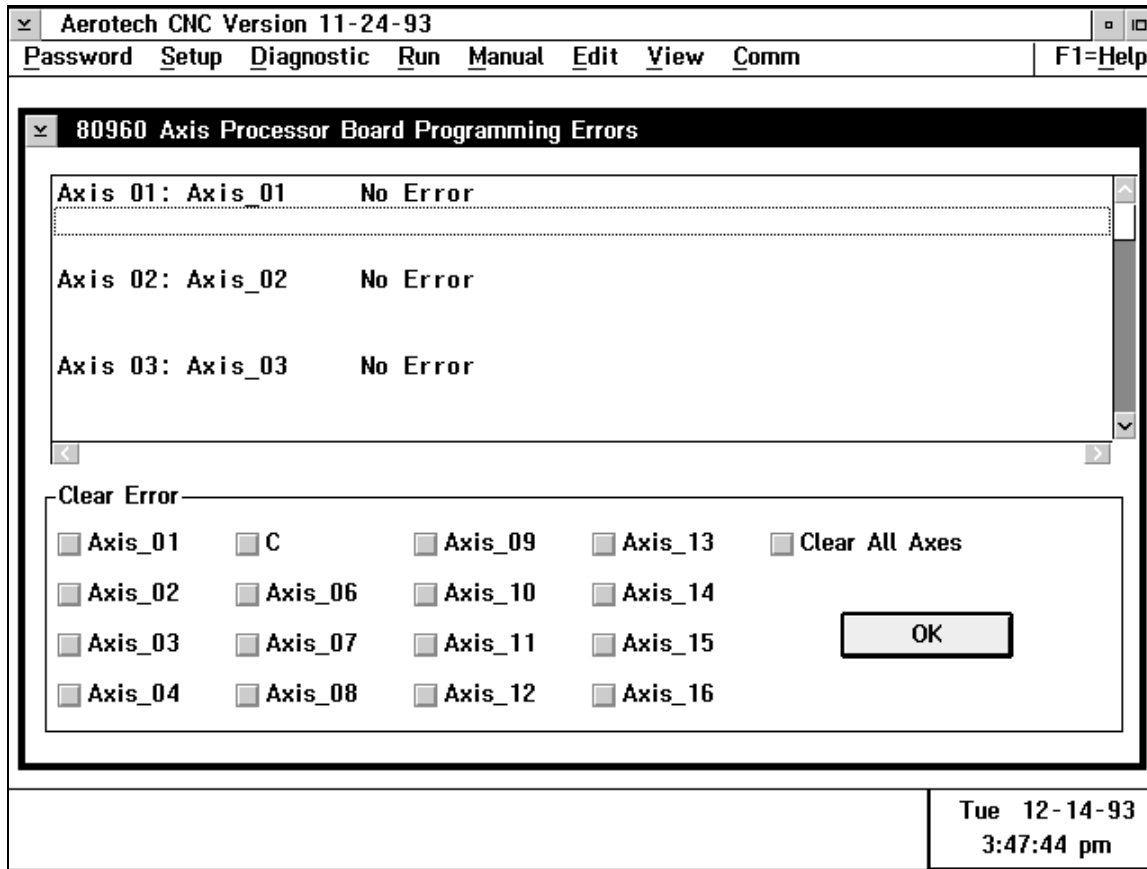 Aerotech CNC Version 11-24-93
Password Setup Diagnostic Run Manual Edit View Comm F1=Help
80960 Axis Processor Board Programming Errors
Axis 01: Axis_01 No Error
Axis 02: Axis_02 No Error
Axis 03: Axis_03 No Error
Clear Error
Axis_01 C Axis_09 Axis_13 Clear All Axes
Axis_02 Axis_06 Axis_10 Axis_14
Axis_03 Axis_07 Axis_11 Axis_15 OK
Axis_04 Axis_08 Axis_12 Axis_16
Tue 12-14-93
3:47:44 pm